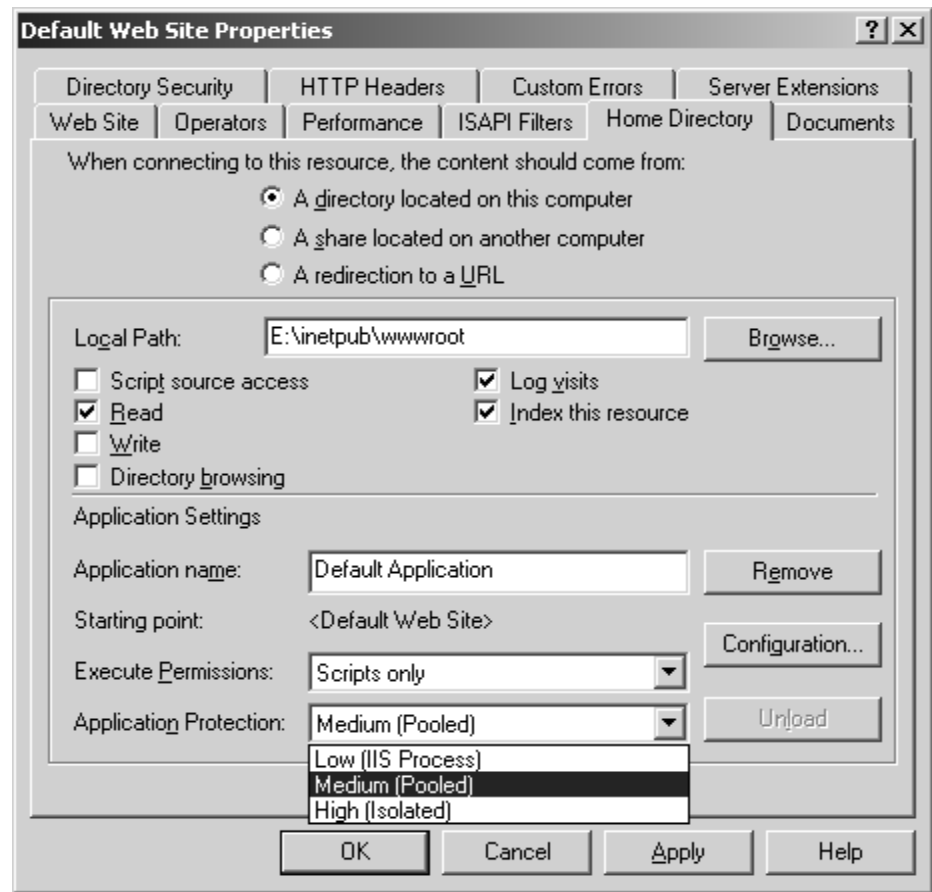 Default Web Site Properties
Directory Security HTTP Headers Custom Errors Server Extensions
Web Site Operators Performance ISAPI Filters Home Directory Documents
When connecting to this resource, the content should come from:
A directory located on this computer
A share located on another computer
A redirection to a URL
Local Path: E:\inetpub\wwwroot Browse...
Script source access Log visits
Read Index this resource
Write
Directory browsing
Application Settings
Application name: Default Application Remove
Starting point: <Default Web Site>
Configuration...
Execute Permissions: Scripts only
Application Protection: Medium (Pooled) Unload
Low (IIS Process)
Medium (Pooled)
High (Isolated)
OK Cancel Apply Help